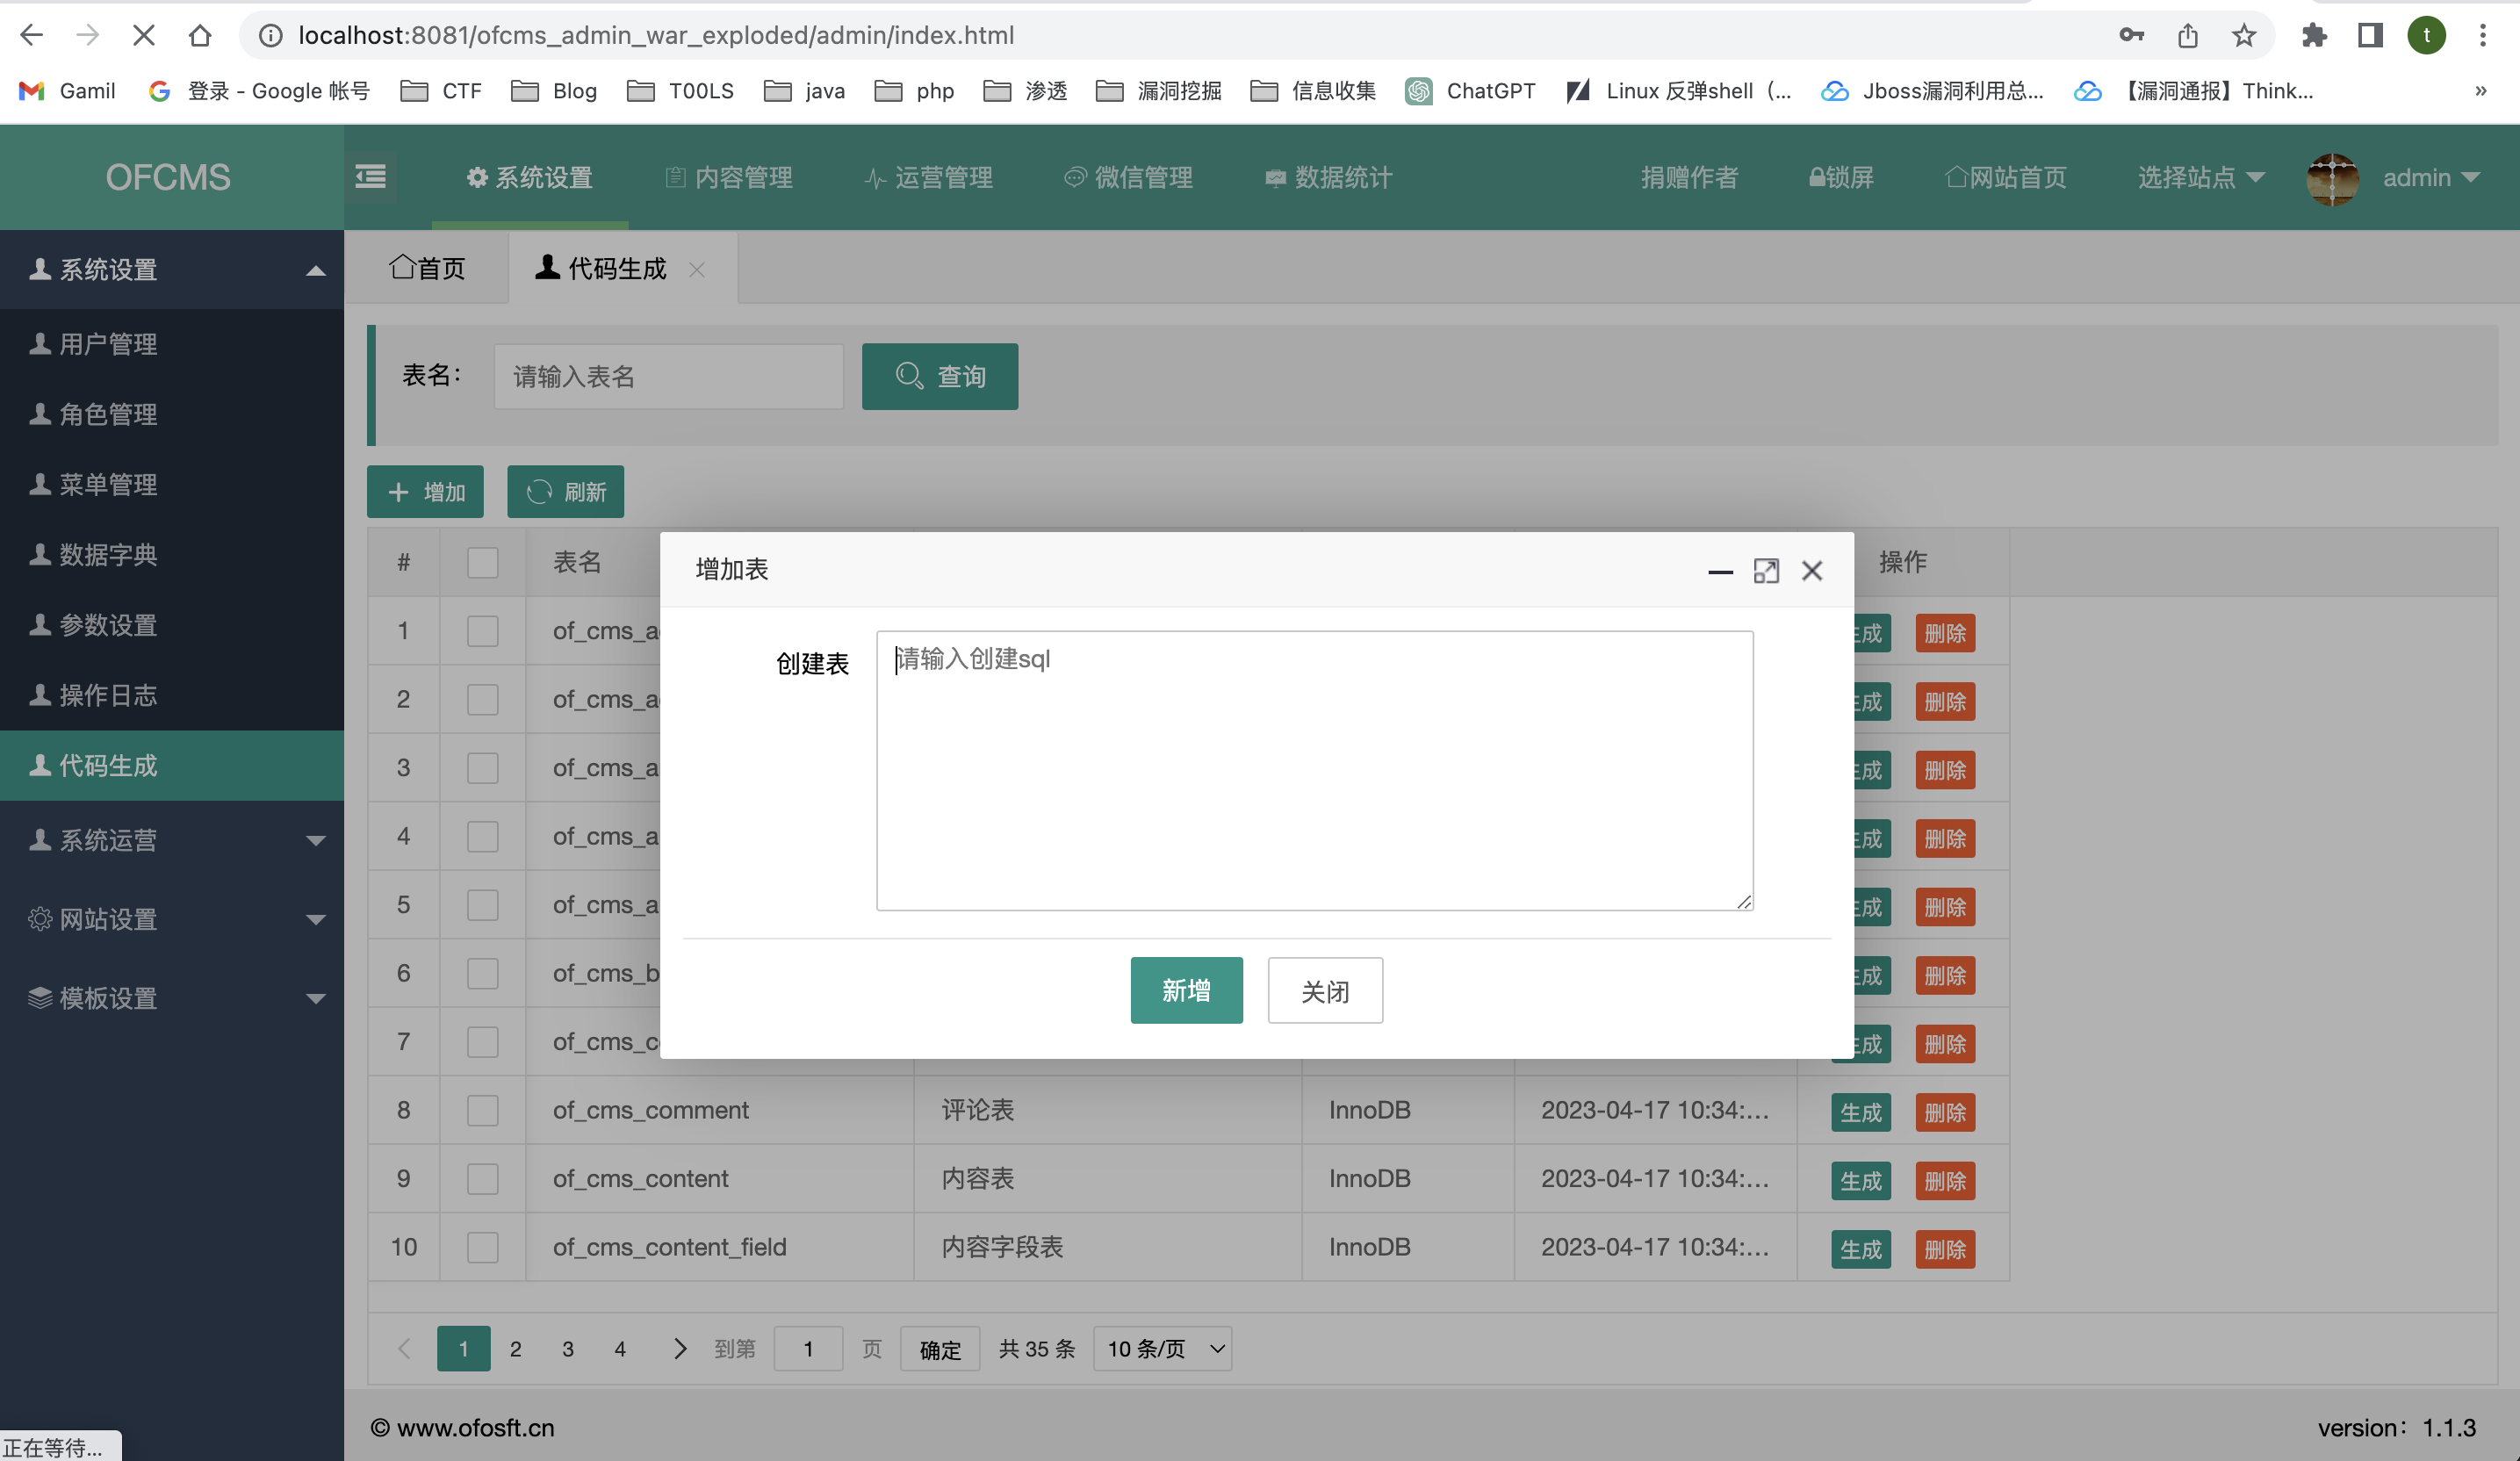 localhost:8081/ofcms_admin_war_exploded/admin/index.html
t
Gamil
登录 - Google 帐号
CTF
Blog
T00LS
java
php
渗透
漏洞挖掘
信息收集
ChatGPT
Linux 反弹shell（...
Jboss漏洞利用总...
【漏洞通报】Think...
»
OFCMS
系统设置
内容管理
运营管理
微信管理
数据统计
捐赠作者
锁屏
网站首页
选择站点
admin
系统设置
用户管理
角色管理
菜单管理
数据字典
参数设置
操作日志
代码生成
系统运营
网站设置
模板设置
首页
代码生成
表名：
请输入表名
查询
增加
刷新
# 表名 操作
增加表
创建表
请输入创建sql
新增
关闭
1 of_cms_a 生成 删除
2 of_cms_a 生成 删除
3 of_cms_a 生成 删除
4 of_cms_a 生成 删除
5 of_cms_a 生成 删除
6 of_cms_b 生成 删除
7 of_cms_c 生成 删除
8 of_cms_comment 评论表 InnoDB 2023-04-17 10:34:... 生成 删除
9 of_cms_content 内容表 InnoDB 2023-04-17 10:34:... 生成 删除
10 of_cms_content_field 内容字段表 InnoDB 2023-04-17 10:34:... 生成 删除
1 2 3 4 到第 1 页 确定 共 35 条 10 条/页
© www.ofosft.cn
version：1.1.3
正在等待...